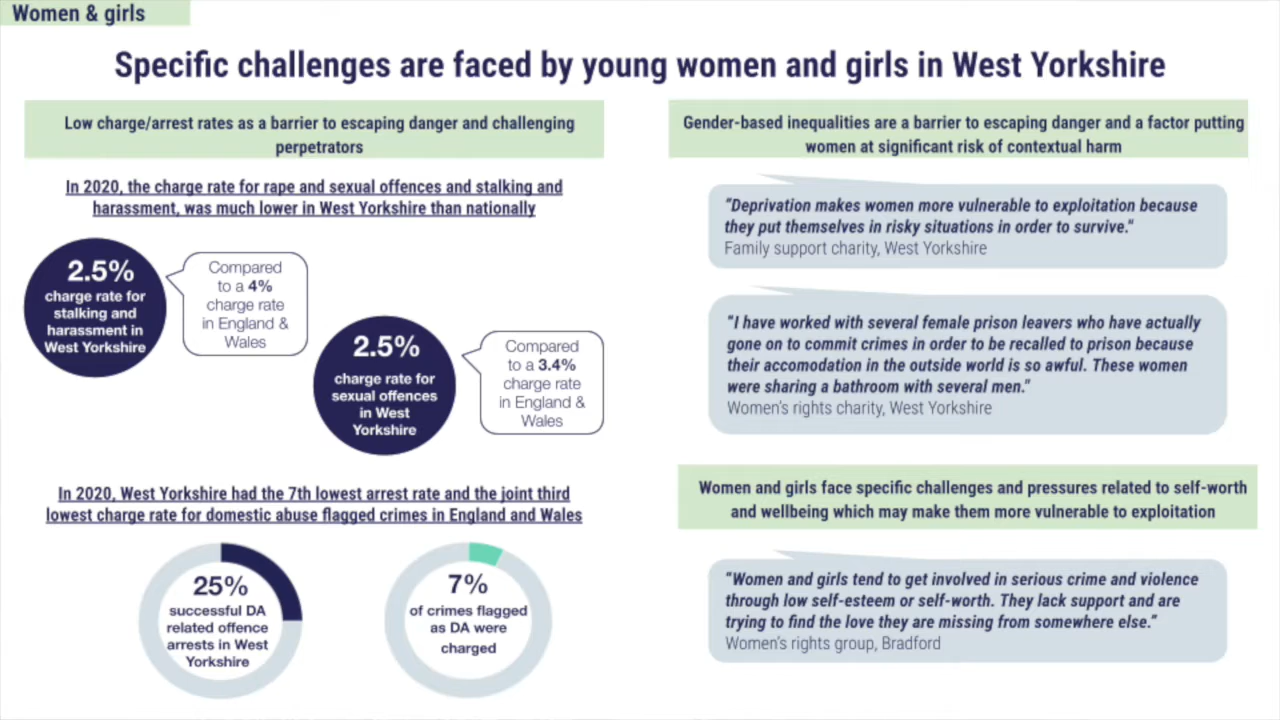 Women & girls
Specific challenges are faced by young women and girls in West Yorkshire
Low charge/arrest rates as a barrier to escaping danger and challenging
perpetrators
In 2020, the charge rate for rape and sexual offences and stalking and
harassment, was much lower in West Yorkshire than nationally
2.5%
charge rate for
stalking and
harassment in
West Yorkshire
Compared
to a 4%
charge rate
in England &
Wales
2.5%
charge rate for
sexual offences
in West
Yorkshire
Compared
to a 3.4%
charge rate
in England &
Wales
In 2020, West Yorkshire had the 7th lowest arrest rate and the joint third
lowest charge rate for domestic abuse flagged crimes in England and Wales
25%
successful DA
related offence
arrests in West
Yorkshire
7%
of crimes flagged
as DA were
charged
Gender-based inequalities are a barrier to escaping danger and a factor putting
women at significant risk of contextual harm
"Deprivation makes women more vulnerable to exploitation because
they put themselves in risky situations in order to survive."
Family support charity, West Yorkshire
"I have worked with several female prison leavers who have actually
gone on to commit crimes in order to be recalled to prison because
their accomodation in the outside world is so awful. These women
were sharing a bathroom with several men."
Women's rights charity, West Yorkshire
Women and girls face specific challenges and pressures related to self-worth
and wellbeing which may make them more vulnerable to exploitation
"Women and girls tend to get involved in serious crime and violence
through low self-esteem or self-worth. They lack support and are
trying to find the love they are missing from somewhere else."
Women's rights group, Bradford